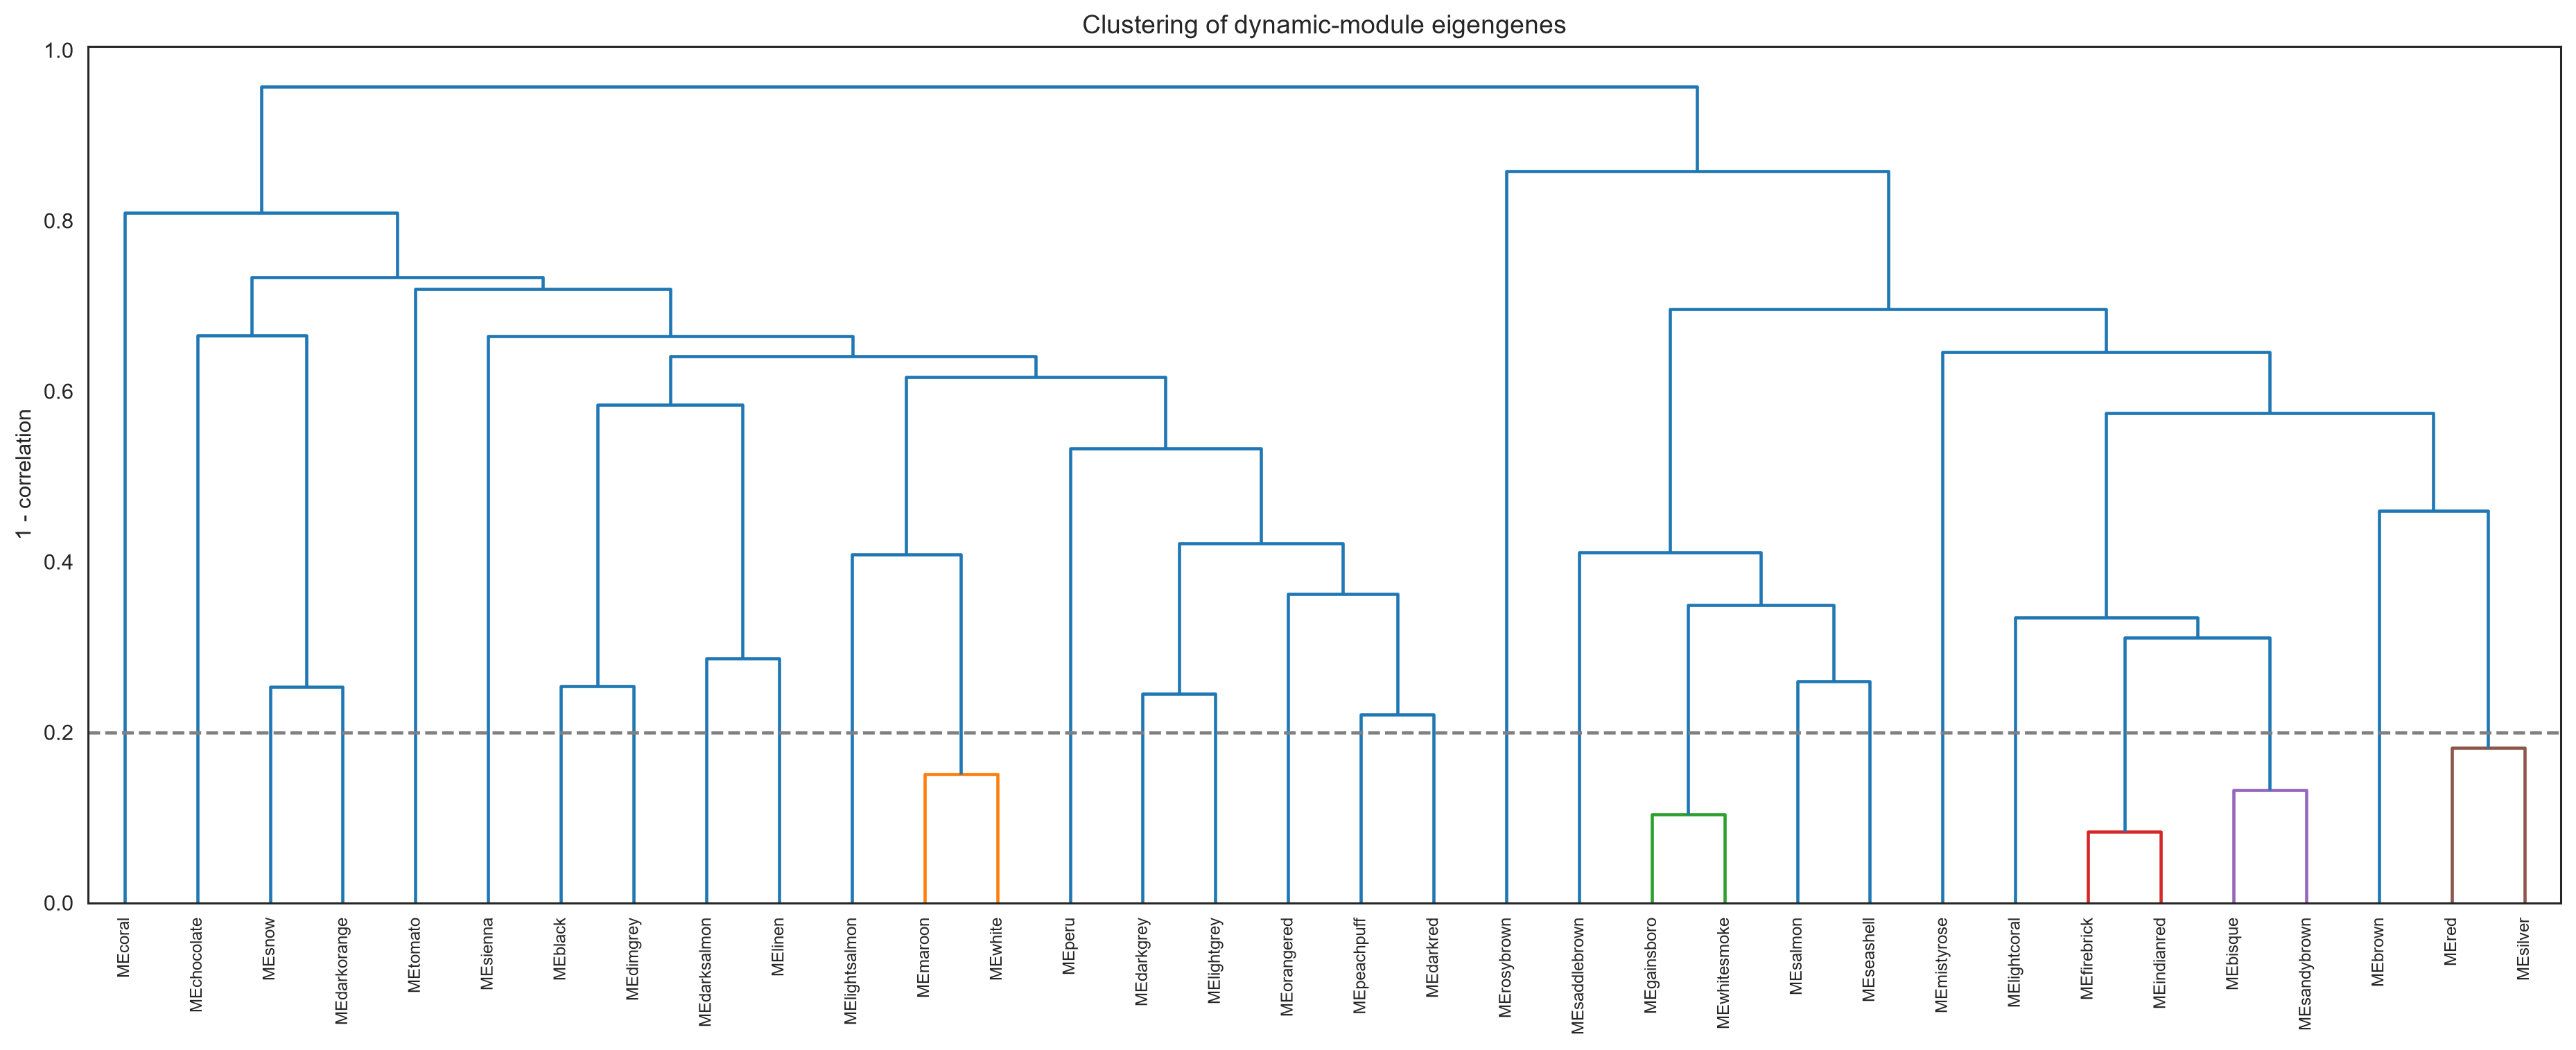 Clustering of dynamic-module eigengenes
1 - correlation
1.0
0.8
0.6
0.4
0.2
0.0
MEcoral
MEchocolate
MEsnow
MEdarkorange
MEtomato
MEsienna
MEblack
MEdimgrey
MEdarksalmon
MElinen
MElightsalmon
MEmaroon
MEwhite
MEperu
MEdarkgrey
MElightgrey
MEorangered
MEpeachpuff
MEdarkred
MErosybrown
MEsaddlebrown
MEgainsboro
MEwhitesmoke
MEsalmon
MEseashell
MEmistyrose
MElightcoral
MEfirebrick
MEindianred
MEbisque
MEsandybrown
MEbrown
MEred
MEsilver